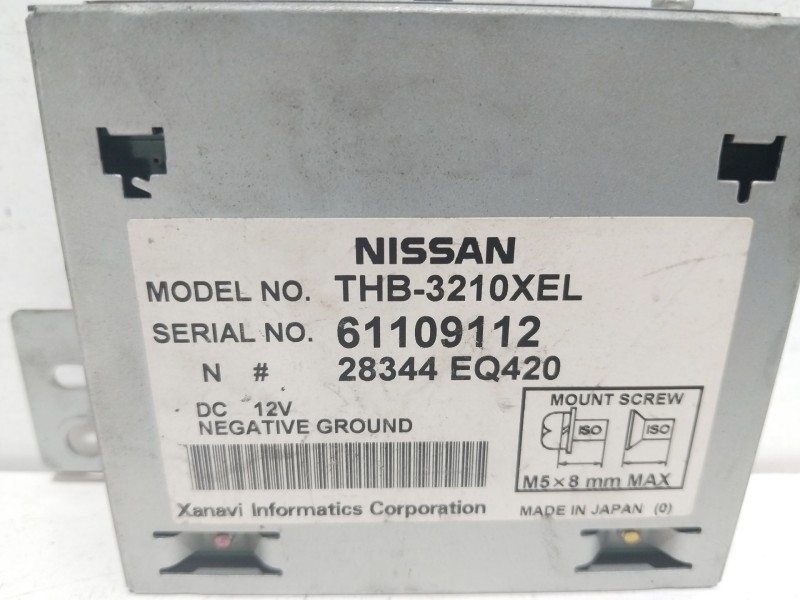 NISSAN
MODEL NO. THB-3210XEL
SERIAL NO. 61109112
N # 28344 EQ420
DC 12V
NEGATIVE GROUND
MOUNT SCREW
ISO ISO
M5×8 mm MAX
Xanavi Informatics Corporation
MADE IN JAPAN (0)